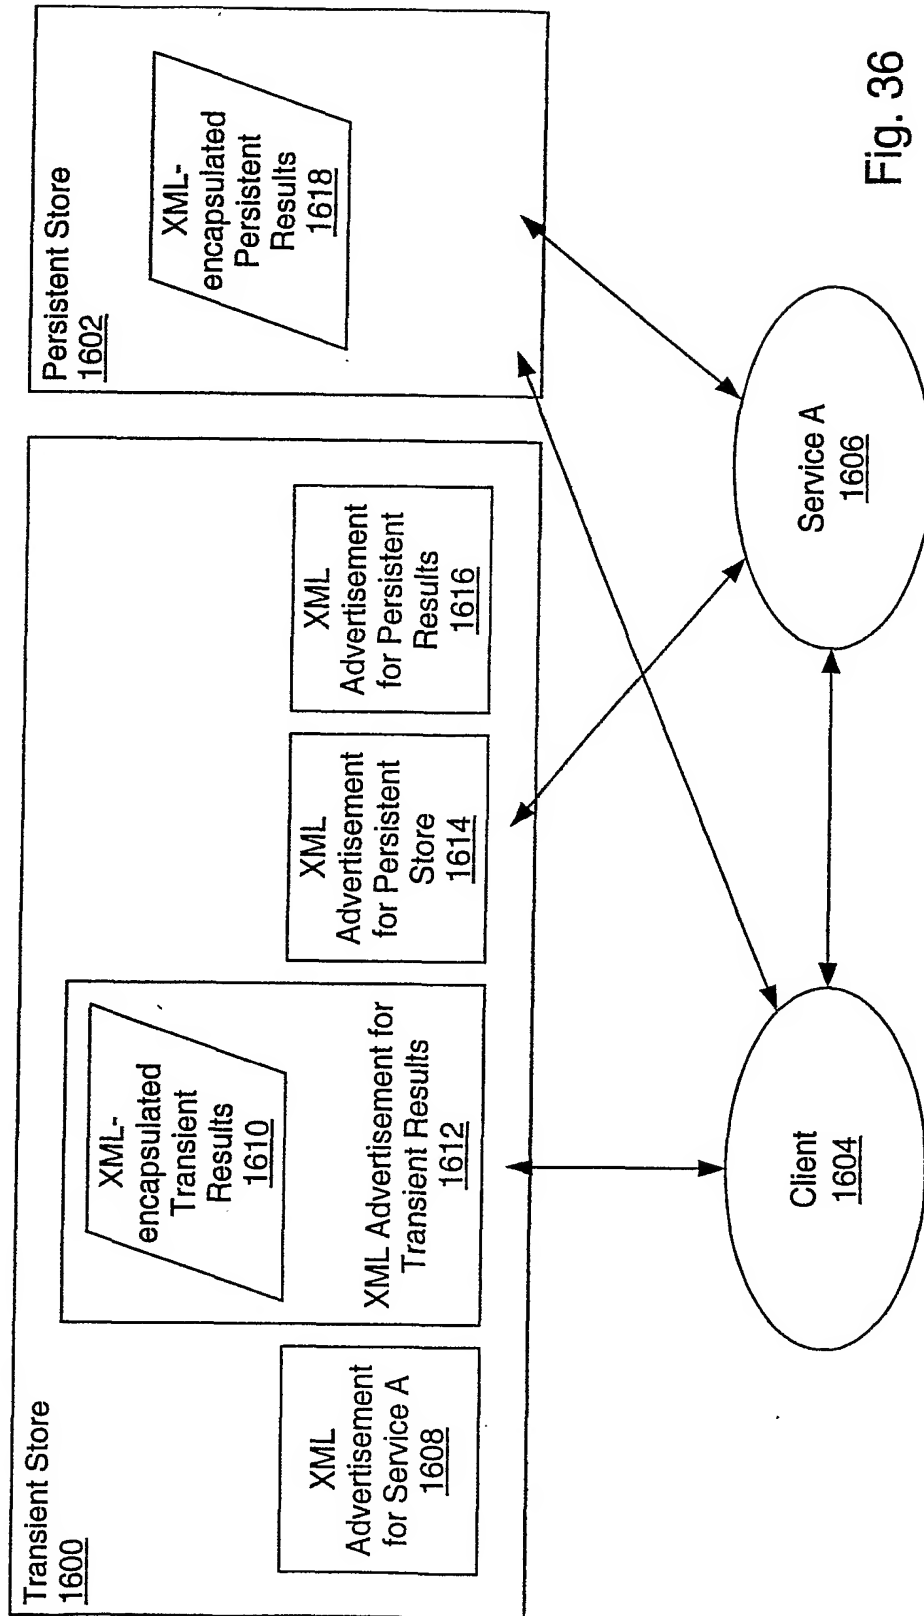 Transient Store
1600
XML
Advertisement
for Service A
1608
XML-
encapsulated
Transient
Results
1610
XML Advertisement for
Transient Results
1612
XML
Advertisement
for Persistent
Store
1614
XML
Advertisement
for Persistent
Results
1616
Persistent Store
1602
XML-
encapsulated
Persistent
Results
1618
Client
1604
Service A
1606
Fig. 36